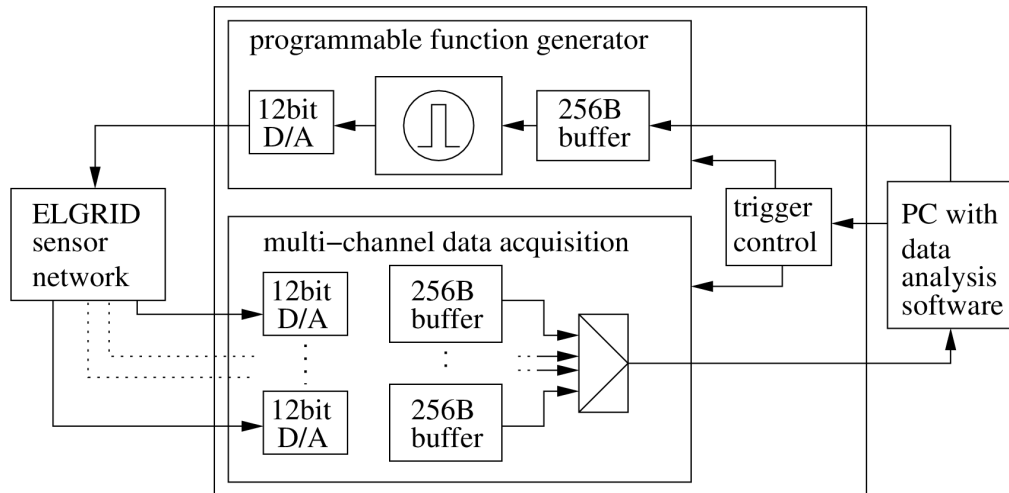 programmable function generator
12bit
D/A
256B
buffer
ELGRID
sensor
network
trigger
control
PC with
data
analysis
software
multi−channel data acquisition
12bit
D/A
256B
buffer
12bit
D/A
256B
buffer